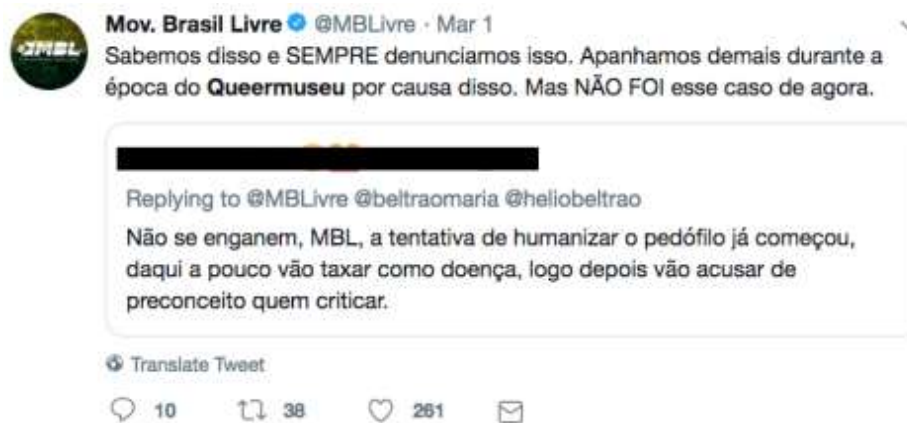 Mov. Brasil Livre @MBLivre · Mar 1
Sabemos disso e SEMPRE denunciamos isso. Apanhamos demais durante a
época do Queermuseu por causa disso. Mas NÃO FOI esse caso de agora.
Replying to @MBLivre @beltraomaria @heliobeltrao
Não se enganem, MBL, a tentativa de humanizar o pedófilo já começou,
daqui a pouco vão taxar como doença, logo depois vão acusar de
preconceito quem criticar.
Translate Tweet
10 38 261
MBL